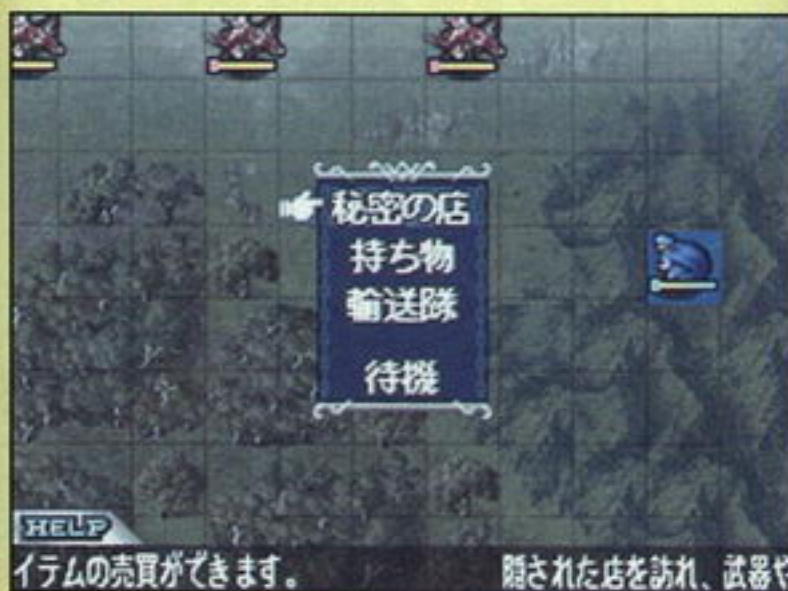 秘密の店
持ち物
輸送隊
待機
HELP
イテムの売買ができます。 隠された店を訪れ、武器や